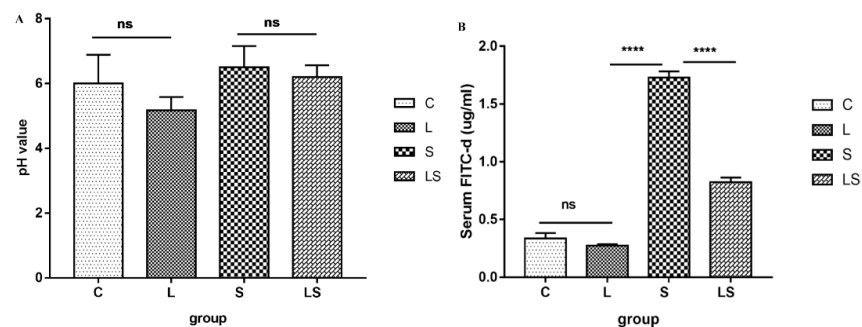 A
8
6
4
2
0
pH value
ns
ns
C
L
S
LS
group
C
L
S
LS
B
2.0
1.5
1.0
0.5
0.0
Serum FITC-d (ug/ml)
ns
****
****
C
L
S
LS
group
C
L
S
LS